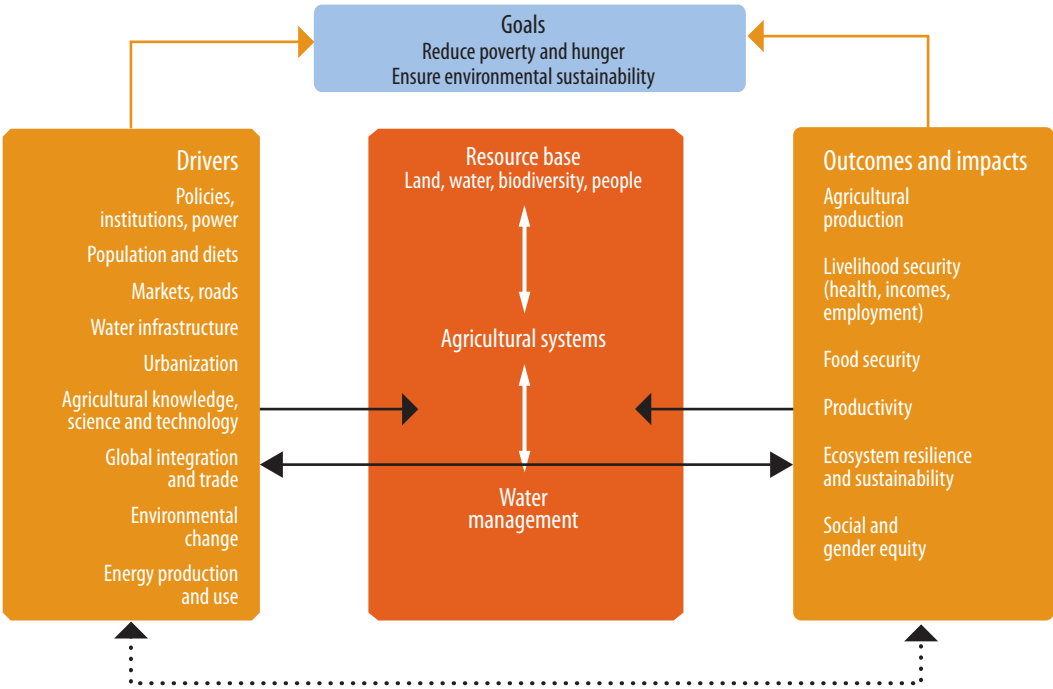 Goals
Reduce poverty and hunger
Ensure environmental sustainability
Drivers
Policies,
institutions, power
Population and diets
Markets, roads
Water infrastructure
Urbanization
Agricultural knowledge,
science and technology
Global integration
and trade
Environmental
change
Energy production
and use
Resource base
Land, water, biodiversity, people
Agricultural systems
Water
management
Outcomes and impacts
Agricultural
production
Livelihood security
(health, incomes,
employment)
Food security
Productivity
Ecosystem resilience
and sustainability
Social and
gender equity